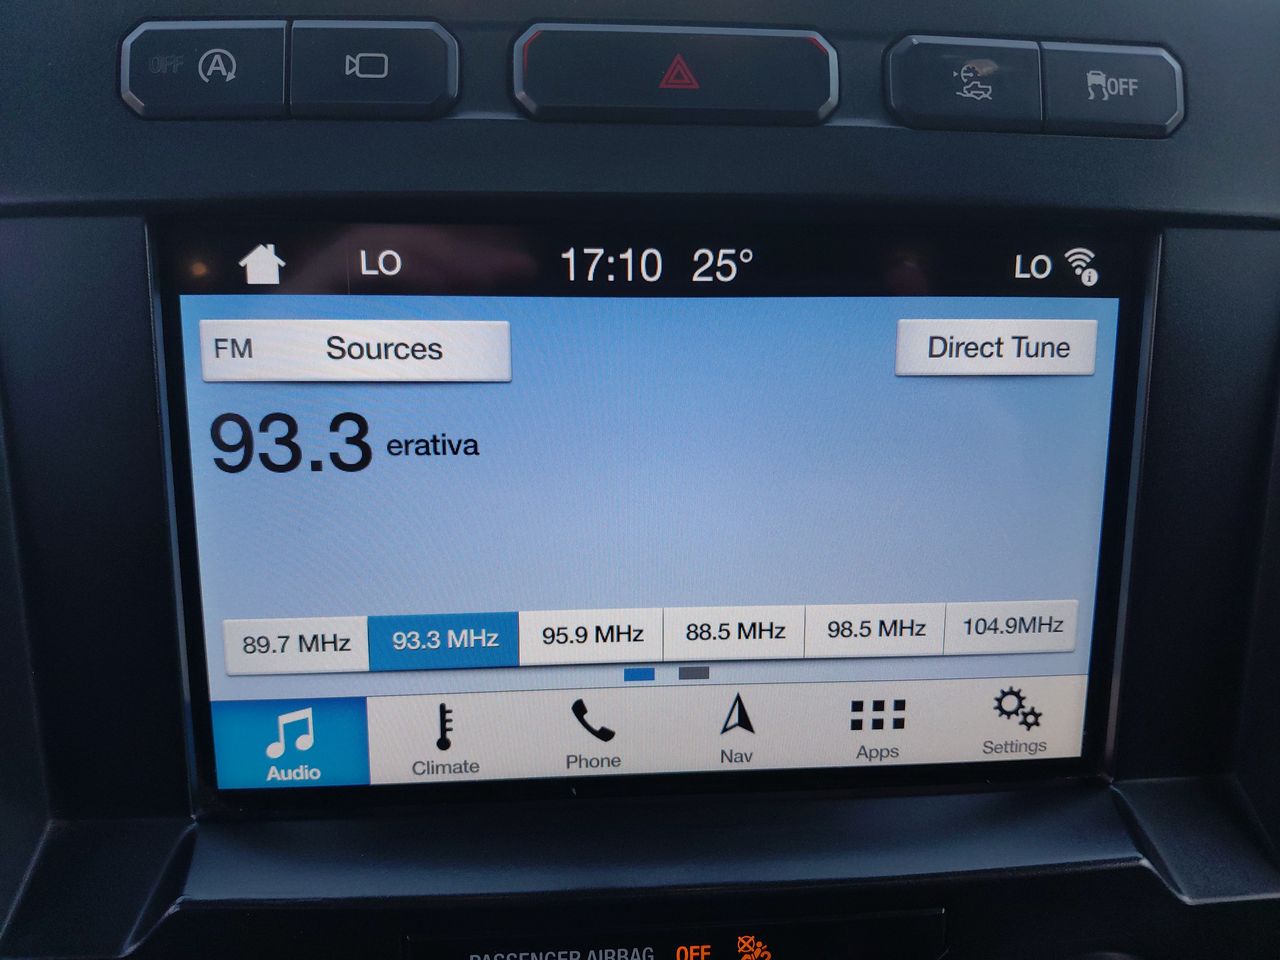 OFF A
OFF
LO 17:10 25° LO
FM Sources Direct Tune
93.3 erativa
89.7 MHz 93.3 MHz 95.9 MHz 88.5 MHz 98.5 MHz 104.9MHz
Audio Climate Phone Nav Apps Settings
PASSENGER AIRBAG OFF